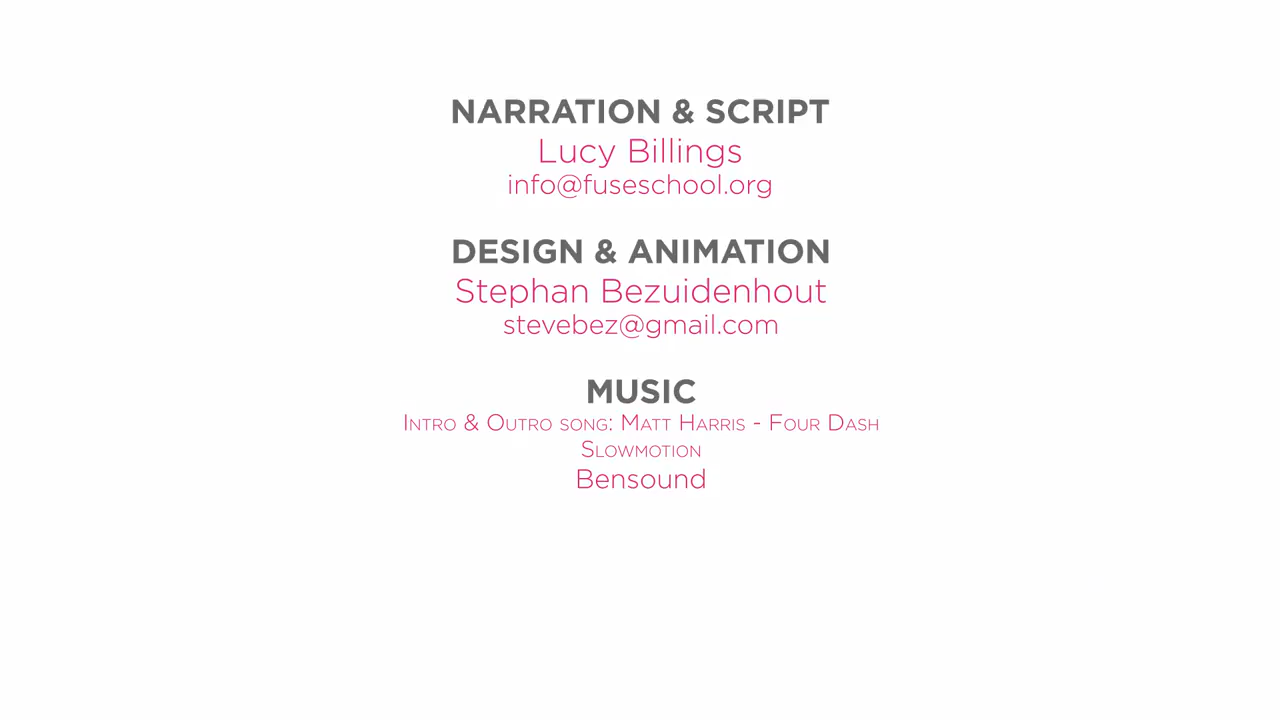 NARRATION & SCRIPT
Lucy Billings
info@fuseschool.org
DESIGN & ANIMATION
Stephan Bezuidenhout
stevebez@gmail.com
MUSIC
Intro & Outro song: Matt Harris - Four Dash
Slowmotion
Bensound